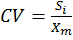 CV = S_i / X_m